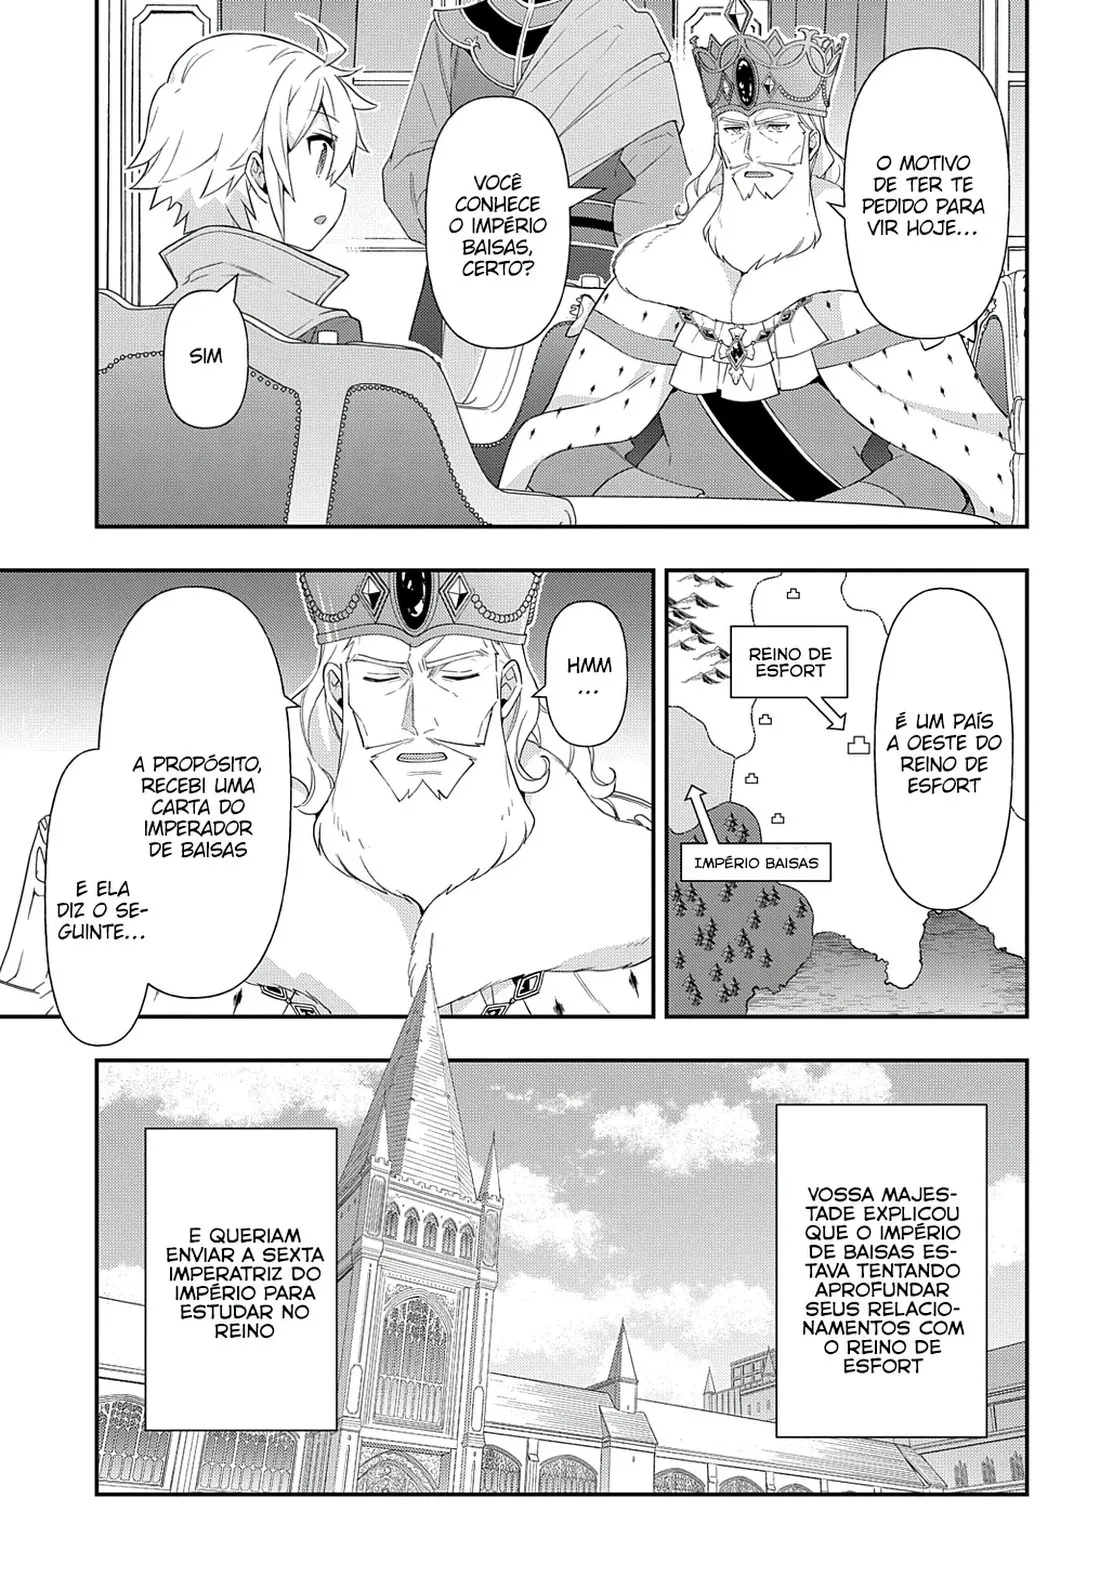 O MOTIVO
DE TER TE
PEDIDO PARA
VIR HOJE...
VOCÊ
CONHECE
O IMPÉRIO
BAISAS,
CERTO?
SIM
É UM PAÍS
A OESTE DO
REINO DE
ESFORT
REINO DE
ESFORT
IMPÉRIO BAISAS
HMM
...
A PROPÓSITO,
RECEBI UMA
CARTA DO
IMPERADOR
DE BAISAS
E ELA
DIZ O SE-
GUINTE...
VOSSA MAJES-
TADE EXPLICOU
QUE O IMPÉRIO
DE BAISAS ES-
TAVA TENTANDO
APROFUNDAR
SEUS RELACIO-
NAMENTOS COM
O REINO DE
ESFORT
E QUERIAM
ENVIAR A SEXTA
IMPERATRIZ DO
IMPÉRIO PARA
ESTUDAR NO
REINO